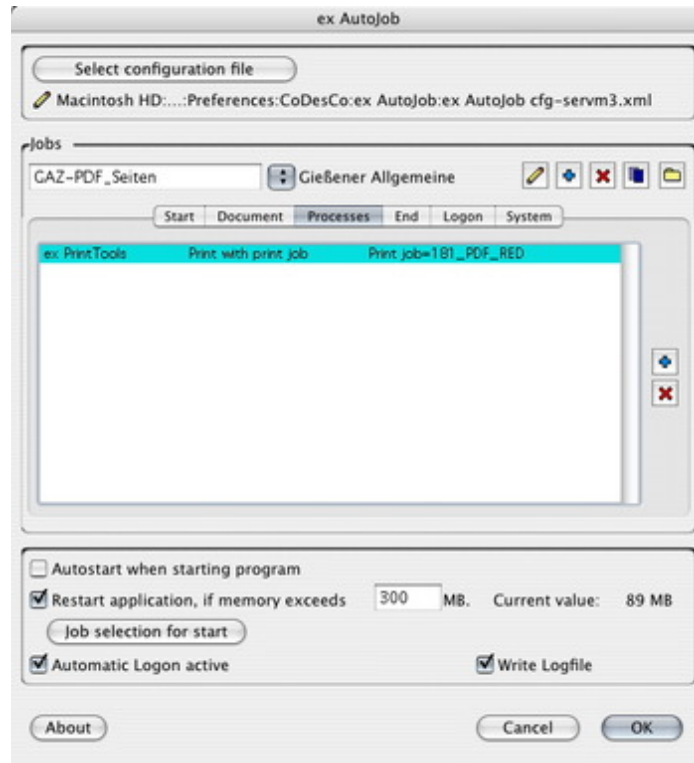 ex AutoJob
Select configuration file
Macintosh HD:...:Preferences:CoDesCo:ex AutoJob:ex AutoJob cfg-servm3.xml
Jobs
GAZ-PDF_Seiten Gießener Allgemeine
Start Document Processes End Logon System
ex PrintTools Print with print job Print job=181_PDF_RED
Autostart when starting program
Restart application, if memory exceeds 300 MB. Current value: 89 MB
Job selection for start
Automatic Logon active Write Logfile
About Cancel OK